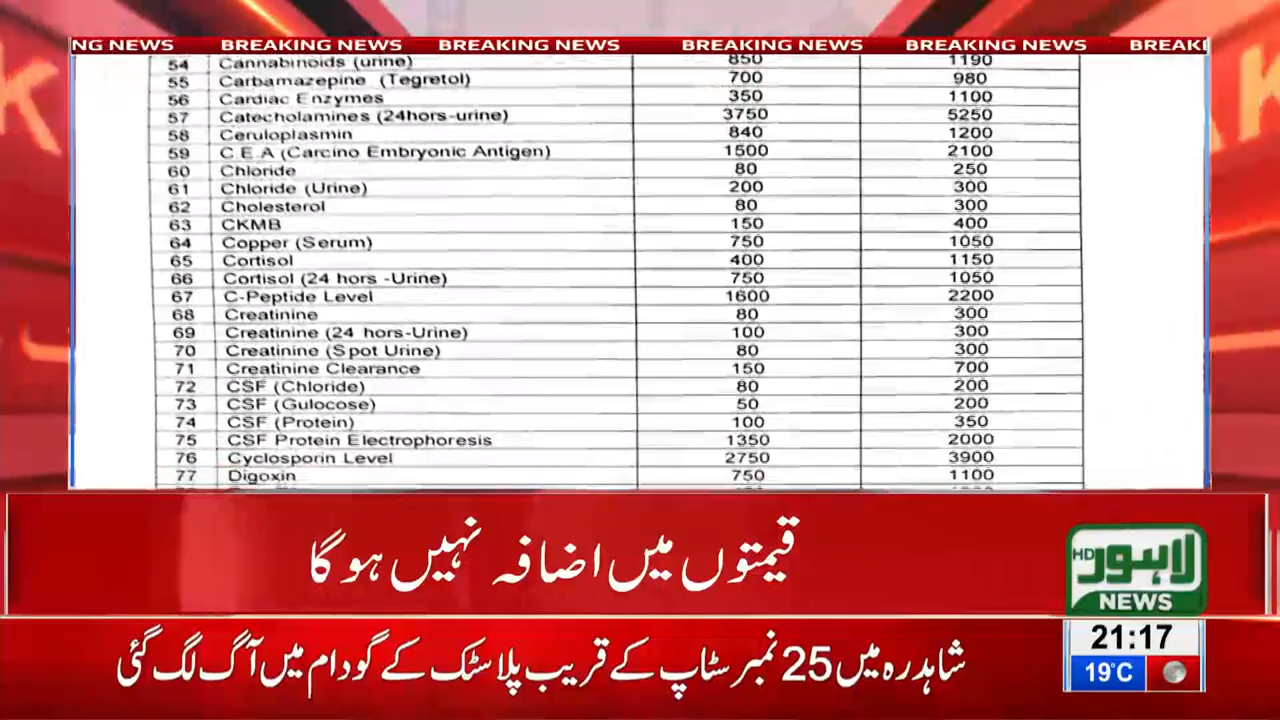 NG NEWS BREAKING NEWS BREAKING NEWS BREAKING NEWS BREAKING NEWS BREAKI
54 Cannabinoids (urine) 850 1190
55 Carbamazepine (Tegretol) 700 980
56 Cardiac Enzymes 350 1100
57 Catecholamines (24hors-urine) 3750 5250
58 Ceruloplasmin 840 1200
59 C E A (Carcino Embryonic Antigen) 1500 2100
60 Chloride 80 250
61 Chloride (Urine) 200 300
62 Cholesterol 80 300
63 CKMB 150 400
64 Copper (Serum) 750 1050
65 Cortisol 400 1150
66 Cortisol (24 hors -Urine) 750 1050
67 C-Peptide Level 1600 2200
68 Creatinine 80 300
69 Creatinine (24 hors-Urine) 100 300
70 Creatinine (Spot Urine) 80 300
71 Creatinine Clearance 150 700
72 CSF (Chloride) 80 200
73 CSF (Gulocose) 50 200
74 CSF (Protein) 100 350
75 CSF Protein Electrophoresis 1350 2000
76 Cyclosporin Level 2750 3900
77 Digoxin 750 1100
قیمتوں میں اضافہ نہیں ہوگا
HD لاہور
NEWS
21:17
شاہدرہ میں 25 نمبر سٹاپ کے قریب پلاسٹک کے گودام میں آگ لگ گئی
19°C